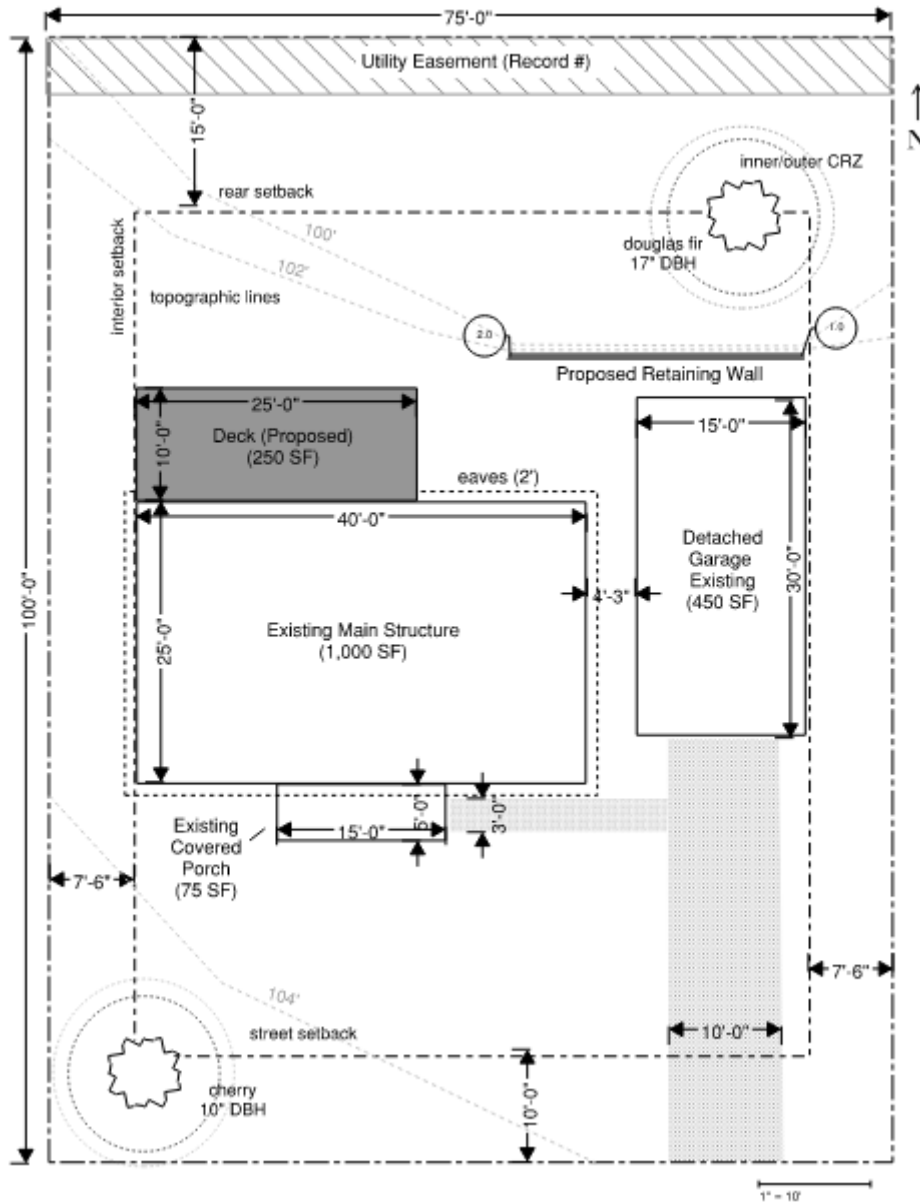 75'-0"
Utility Easement (Record #)
N
15'-0"
inner/outer CRZ
rear setback
douglas fir
17" DBH
100'
102'
interior setback
topographic lines
2.0
1.0
Proposed Retaining Wall
25'-0"
10'-0"
Deck (Proposed)
(250 SF)
15'-0"
eaves (2')
40'-0"
Detached
Garage
Existing
(450 SF)
30'-0"
4'-3"
100'-0"
25'-0"
Existing Main Structure
(1,000 SF)
5'-0"
3'-0"
15'-0"
Existing
Covered
Porch
(75 SF)
7'-6"
7'-6"
104'
street setback
10'-0"
cherry
10" DBH
10'-0"
1" = 10'